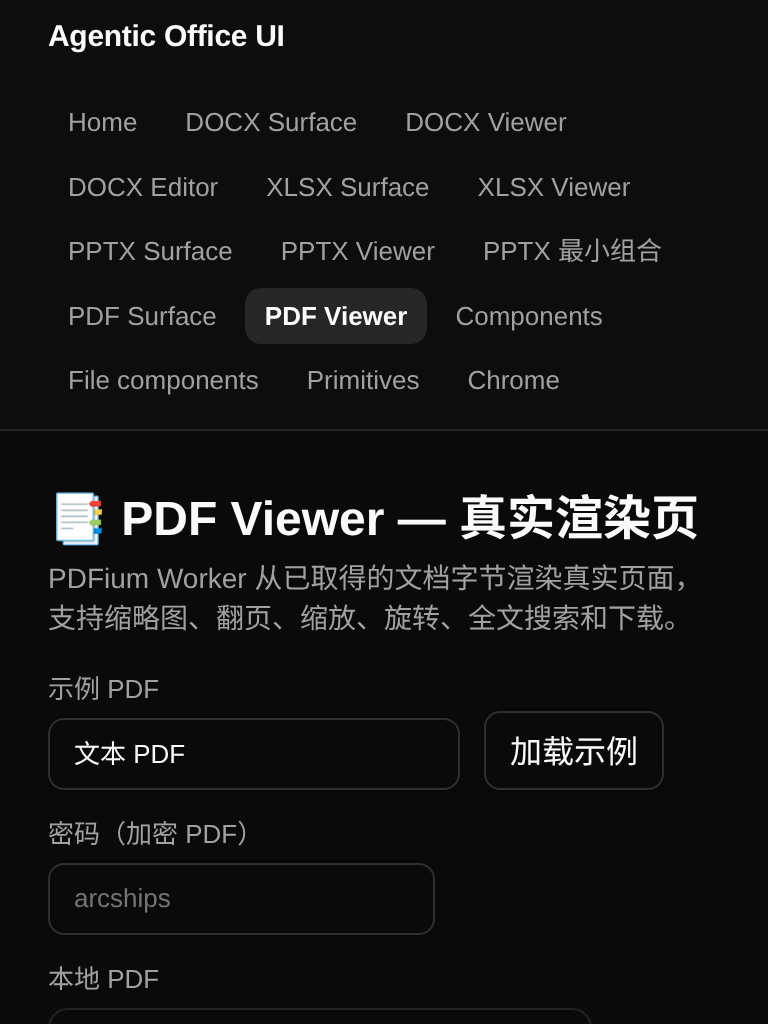 Agentic Office UI
Home DOCX Surface DOCX Viewer
DOCX Editor XLSX Surface XLSX Viewer
PPTX Surface PPTX Viewer PPTX 最小组合
PDF Surface PDF Viewer Components
File components Primitives Chrome
PDF Viewer — 真实渲染页
PDFium Worker 从已取得的文档字节渲染真实页面，
支持缩略图、翻页、缩放、旋转、全文搜索和下载。
示例 PDF
文本 PDF 加载示例
密码（加密 PDF）
arcships
本地 PDF